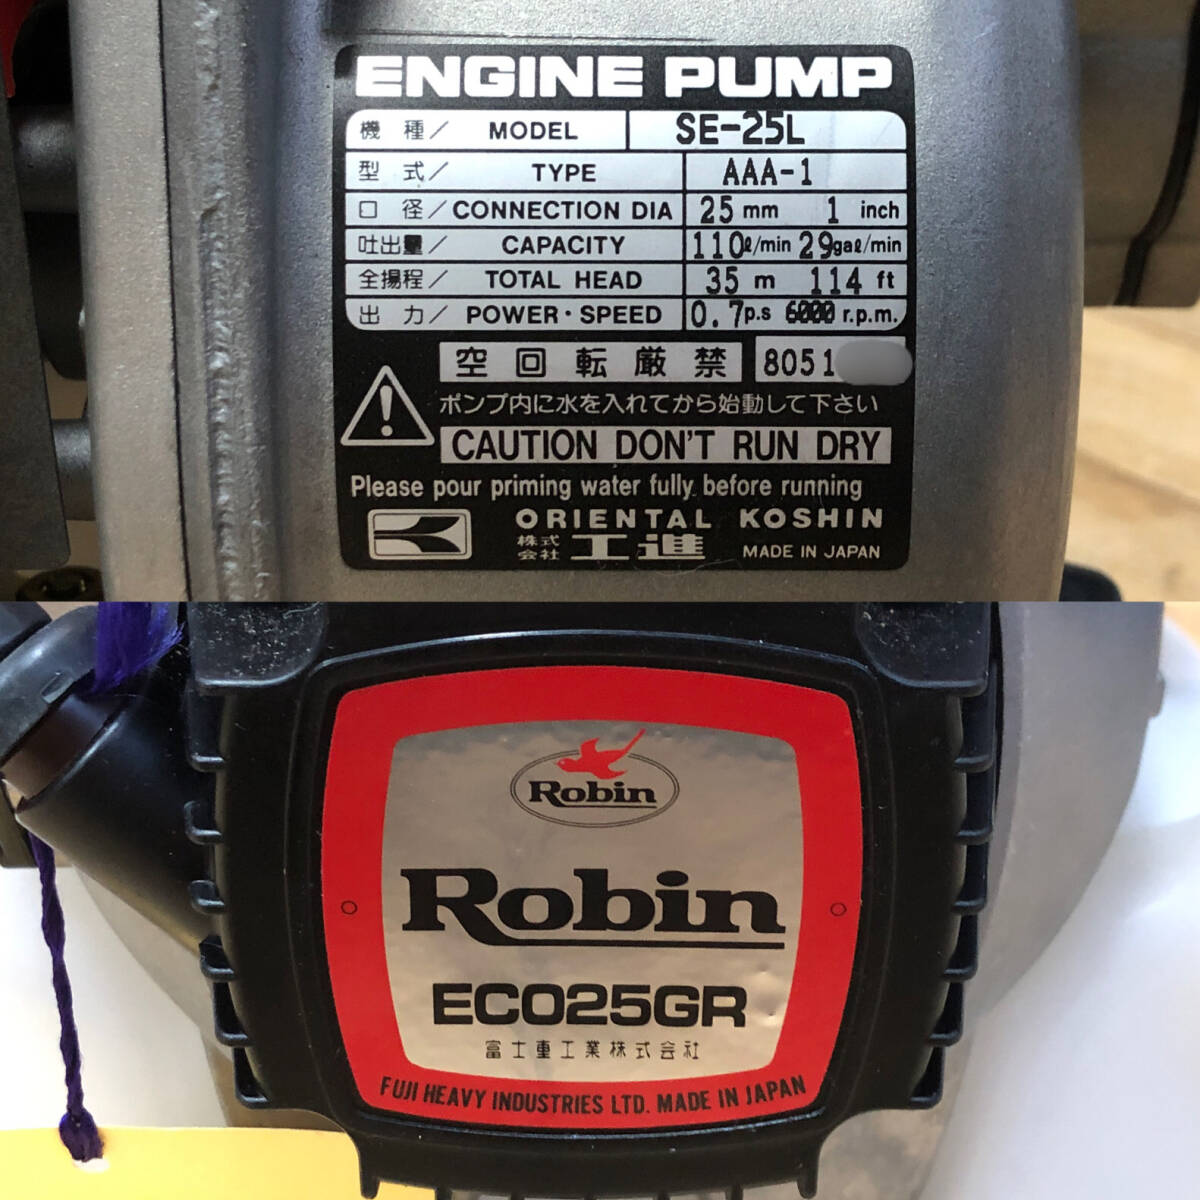 ENGINE PUMP
機種/ MODEL SE-25L
型式/ TYPE AAA-1
口径/ CONNECTION DIA 25 mm 1 inch
吐出量/ CAPACITY 110ℓ/min 29gaℓ/min
全揚程/ TOTAL HEAD 35 m 114 ft
出力/ POWER・SPEED 0.7p.s 6000 r.p.m.
空回転厳禁 8051
ポンプ内に水を入れてから始動して下さい
CAUTION DON'T RUN DRY
Please pour priming water fully before running
ORIENTAL KOSHIN
株式会社 工進 MADE IN JAPAN
Robin
Robin
ECO25GR
富士重工業株式会社
FUJI HEAVY INDUSTRIES LTD. MADE IN JAPAN